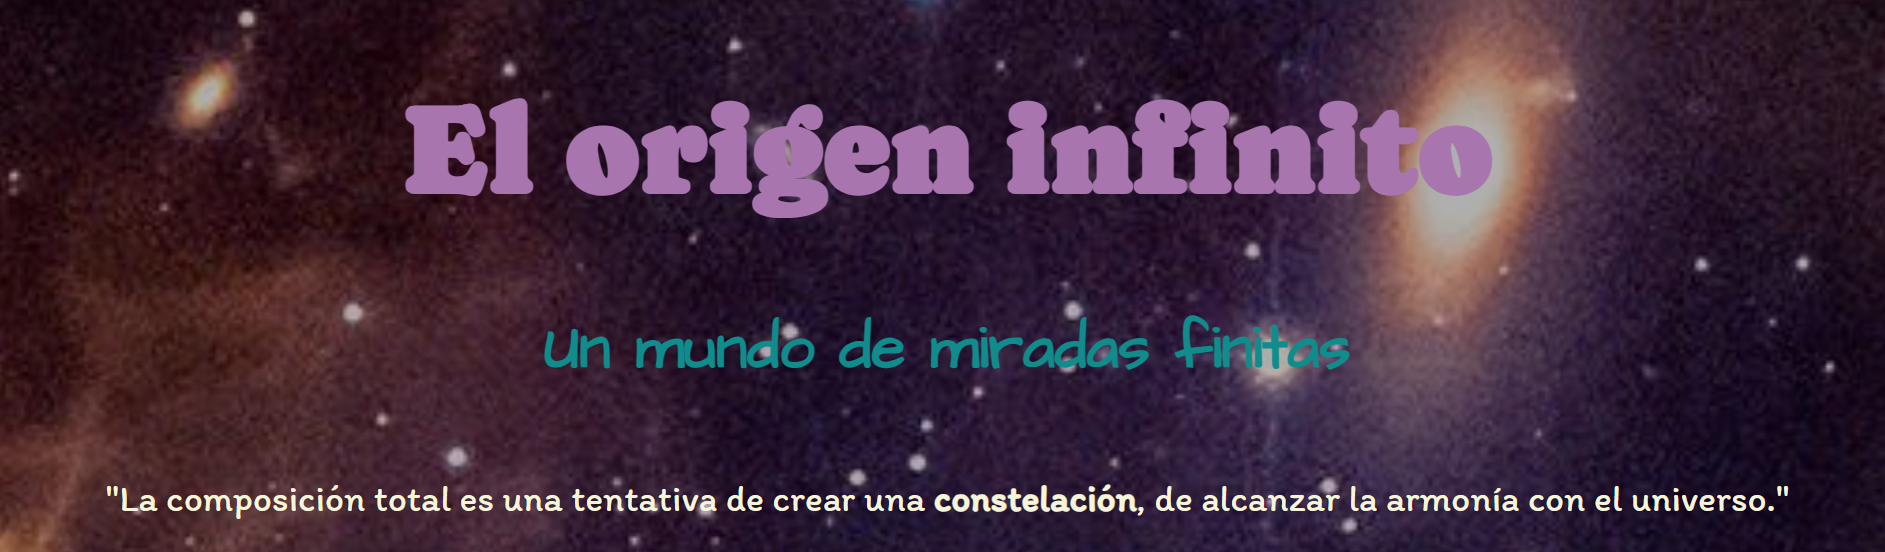 El origen infinito
Un mundo de miradas finitas
"La composición total es una tentativa de crear una constelación, de alcanzar la armonía con el universo."